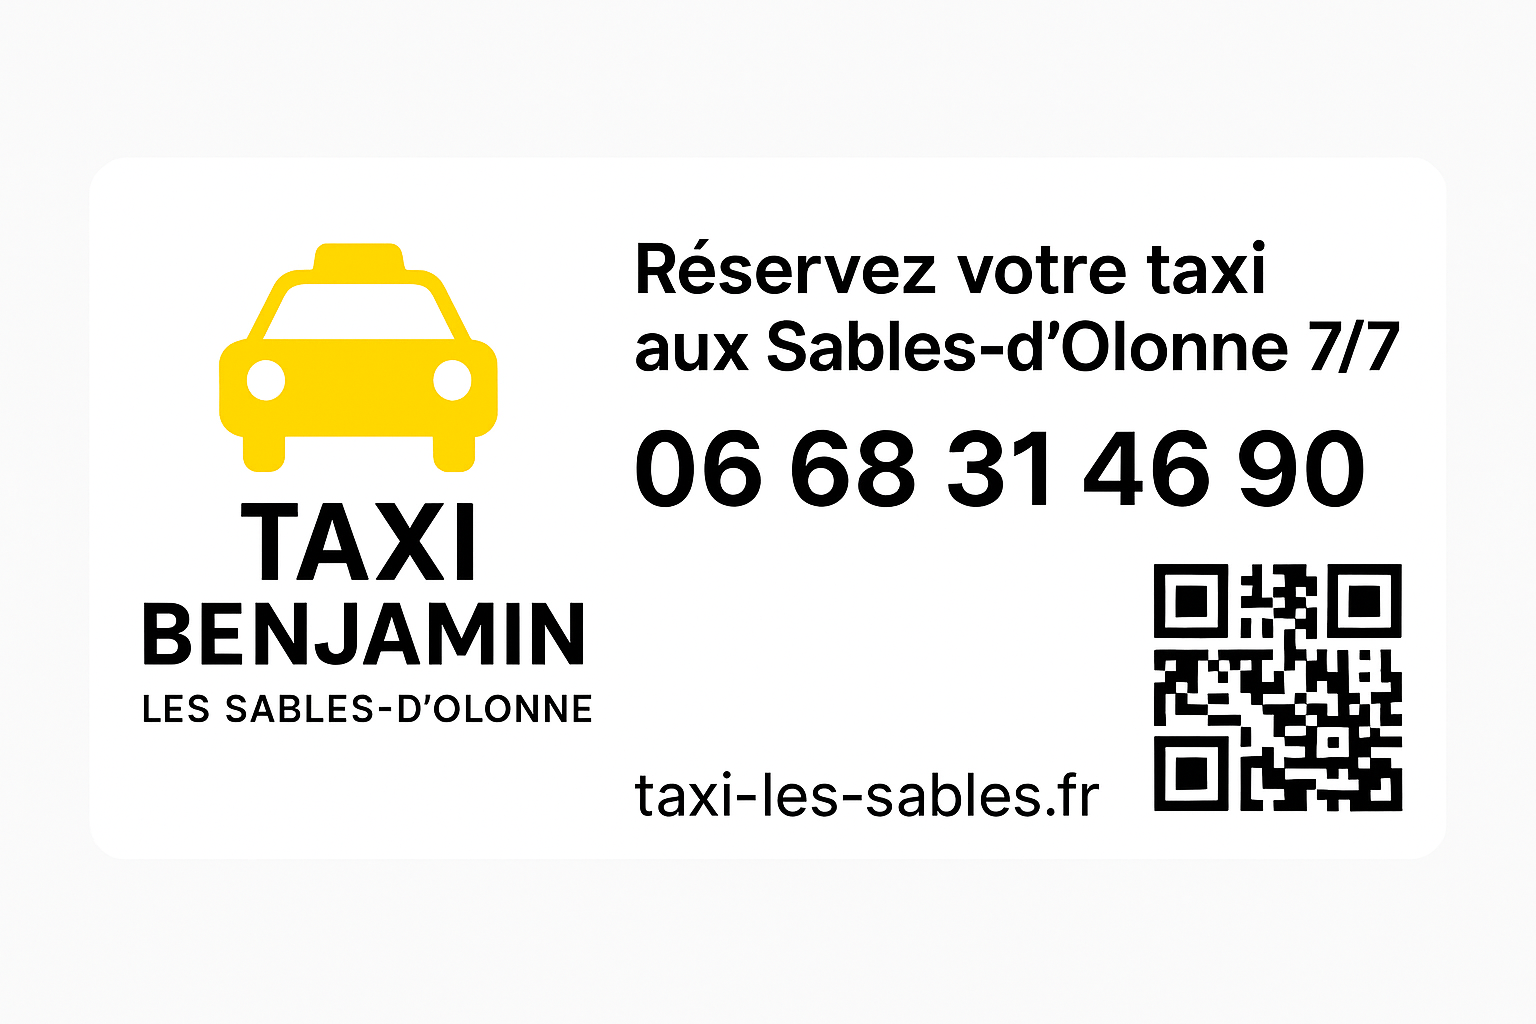 TAXI
BENJAMIN
LES SABLES-D’OLONNE
Réservez votre taxi
aux Sables-d’Olonne 7/7
06 68 31 46 90
taxi-les-sables.fr